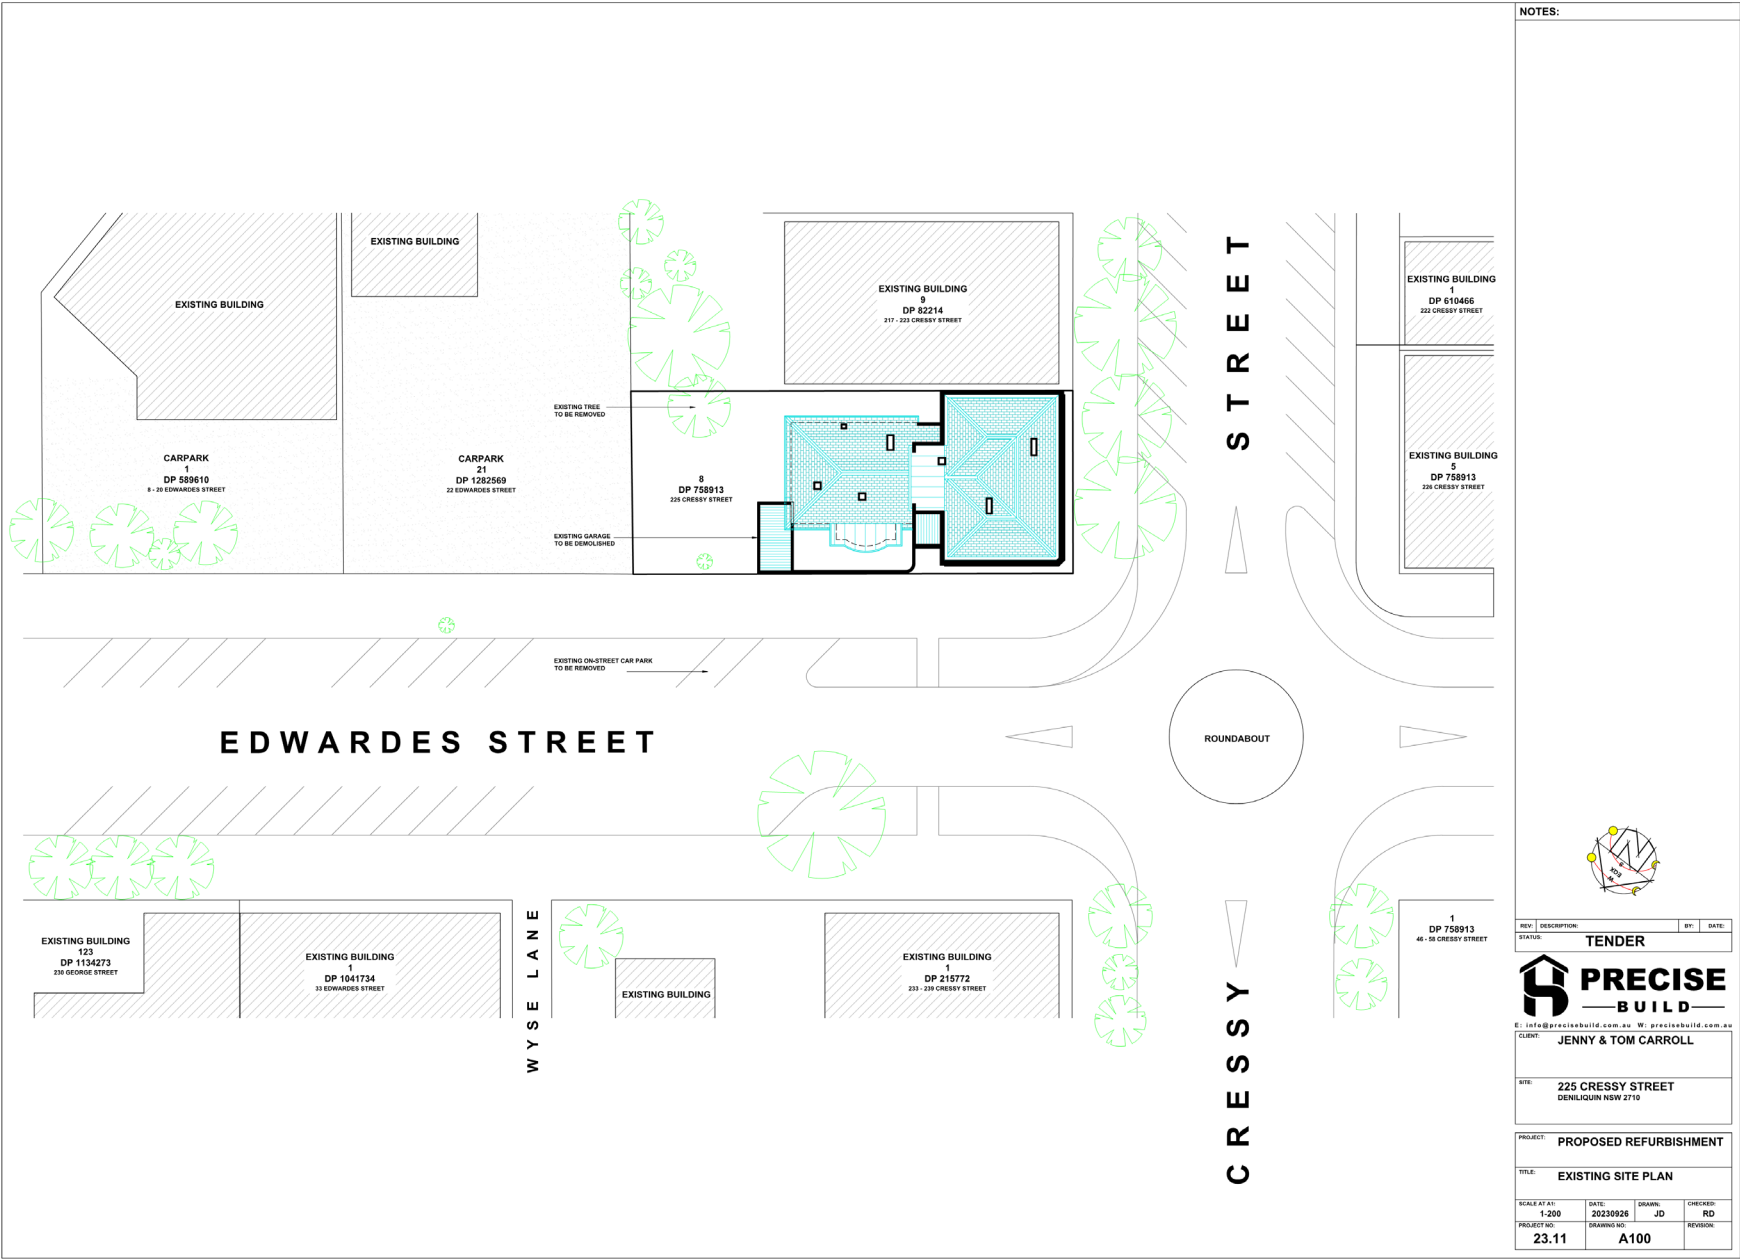 NOTES:
STREET
EXISTING BUILDING
EXISTING BUILDING
EXISTING BUILDING
9
DP 82214
217 - 223 CRESSY STREET
EXISTING BUILDING
1
DP 610466
222 CRESSY STREET
EXISTING TREE
TO BE REMOVED
CARPARK
1
DP 589610
8 - 20 EDWARDES STREET
CARPARK
21
DP 1282569
22 EDWARDES STREET
8
DP 758913
225 CRESSY STREET
EXISTING BUILDING
5
DP 758913
226 CRESSY STREET
EXISTING GARAGE
TO BE DEMOLISHED
EXISTING ON-STREET CAR PARK
TO BE REMOVED
EDWARDES STREET
ROUNDABOUT
EXISTING BUILDING
123
DP 1134273
230 GEORGE STREET
EXISTING BUILDING
1
DP 1041734
33 EDWARDES STREET
WYSE LANE
EXISTING BUILDING
EXISTING BUILDING
1
DP 215772
233 - 239 CRESSY STREET
CRESSY
1
DP 758913
46 - 58 CRESSY STREET
REV: DESCRIPTION: BY: DATE:
STATUS: TENDER
PRECISE
BUILD
E: info@precisebuild.com.au W: precisebuild.com.au
CLIENT: JENNY & TOM CARROLL
SITE: 225 CRESSY STREET
DENILIQUIN NSW 2710
PROJECT: PROPOSED REFURBISHMENT
TITLE: EXISTING SITE PLAN
SCALE AT A1: DATE: DRAWN: CHECKED:
1-200 20230926 JD RD
PROJECT NO: DRAWING NO: REVISION:
23.11 A100